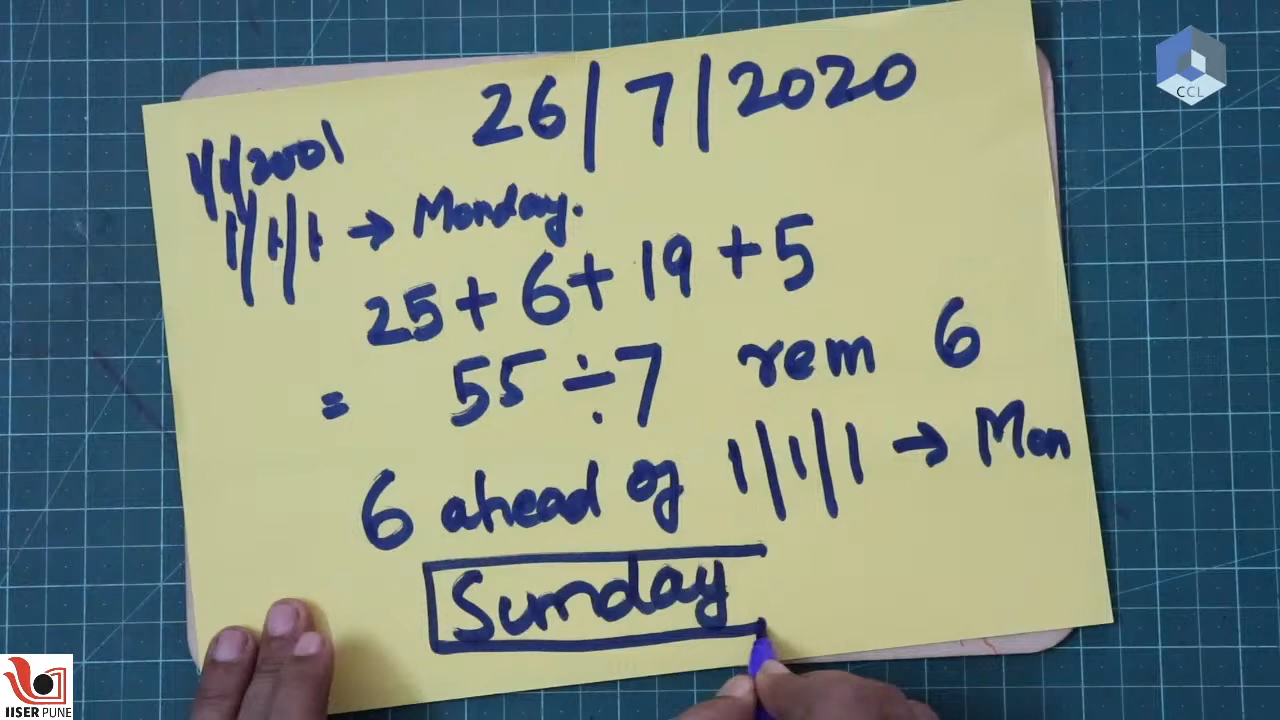 26/7/2020
1/1/2001
1/1/1 → Monday.
25 + 6 + 19 + 5
= 55 ÷ 7 rem 6
6 ahead of 1/1/1 → Mon
Sunday
CCL
IISER PUNE